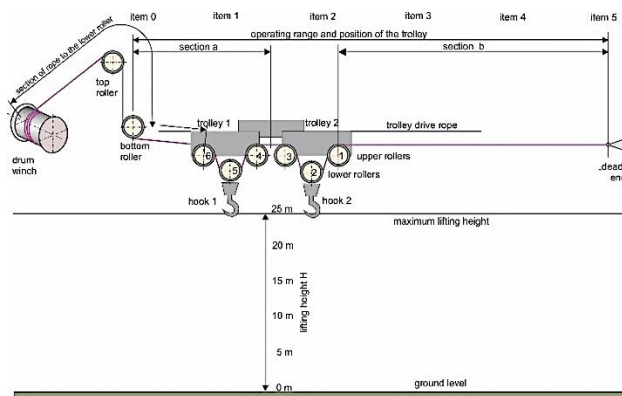 item 0 item 1 item 2 item 3 item 4 item 5
operating range and position of the trolley
section a section b
section of rope to the lower roller
top
roller
trolley 1 trolley 2 trolley drive rope
drum
winch
bottom
roller
6 5 4 3 2 1
upper rollers
lower rollers
dead
end
hook 1 hook 2
25 m
maximum lifting height
20 m
15 m
lifting hoight H
10 m
5 m
0 m
ground level